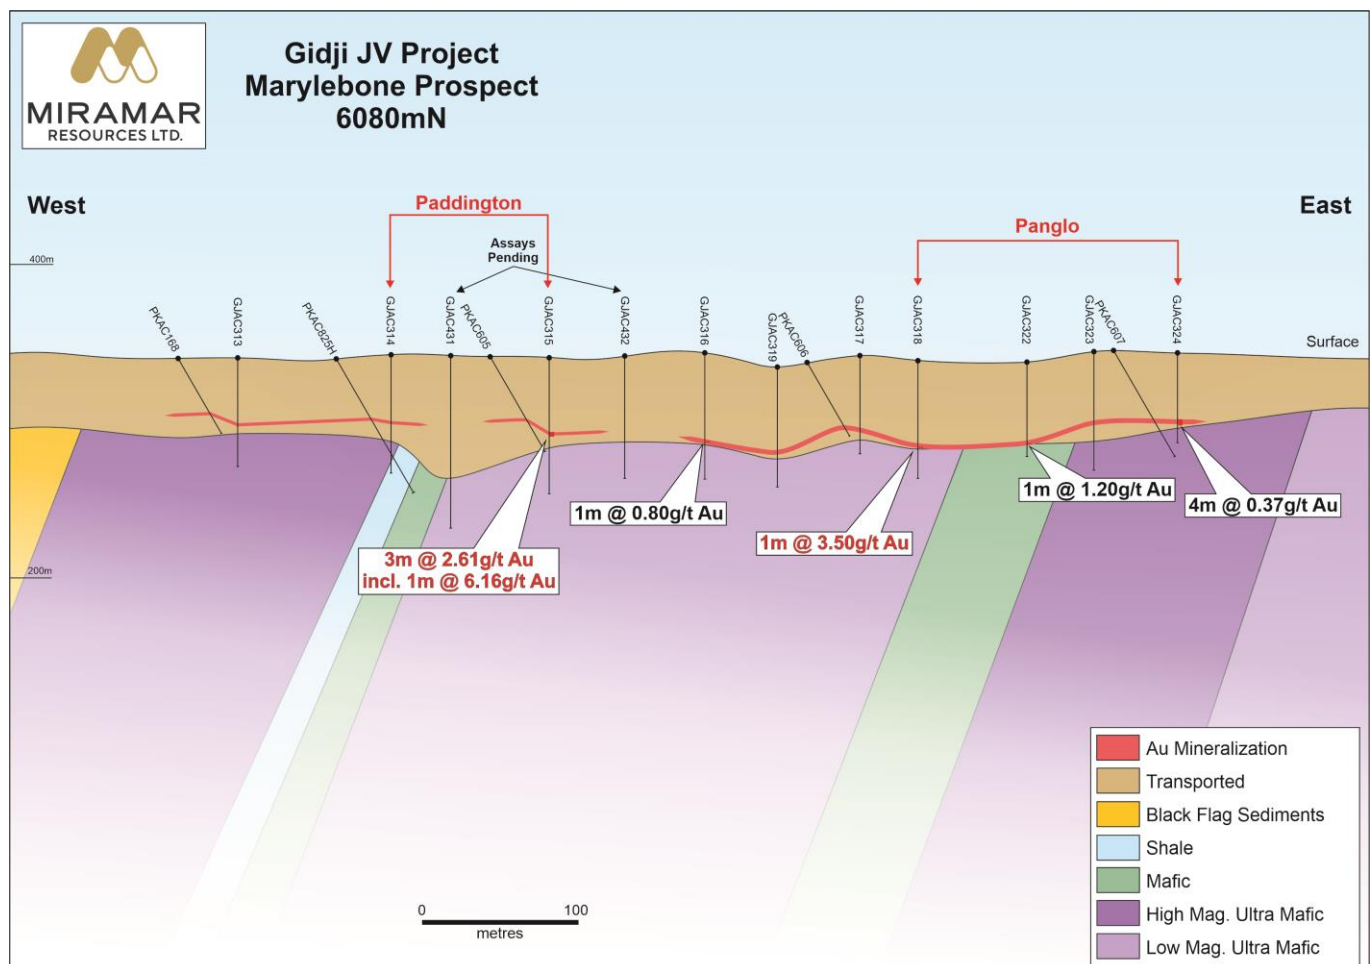 MIRAMAR
RESOURCES LTD.
Gidji JV Project
Marylebone Prospect
6080mN
West
East
Paddington
Panglo
Assays
Pending
400m
PKAC168
GJAC313
PKAC825H
GJAC314
GJAC431
PKAC605
GJAC315
GJAC432
GJAC316
GJAC319
PKAC606
GJAC317
GJAC318
GJAC322
GJAC323
PKAC607
GJAC324
Surface
1m @ 0.80g/t Au
1m @ 1.20g/t Au
4m @ 0.37g/t Au
1m @ 3.50g/t Au
3m @ 2.61g/t Au
incl. 1m @ 6.16g/t Au
200m
0 100
metres
Au Mineralization
Transported
Black Flag Sediments
Shale
Mafic
High Mag. Ultra Mafic
Low Mag. Ultra Mafic